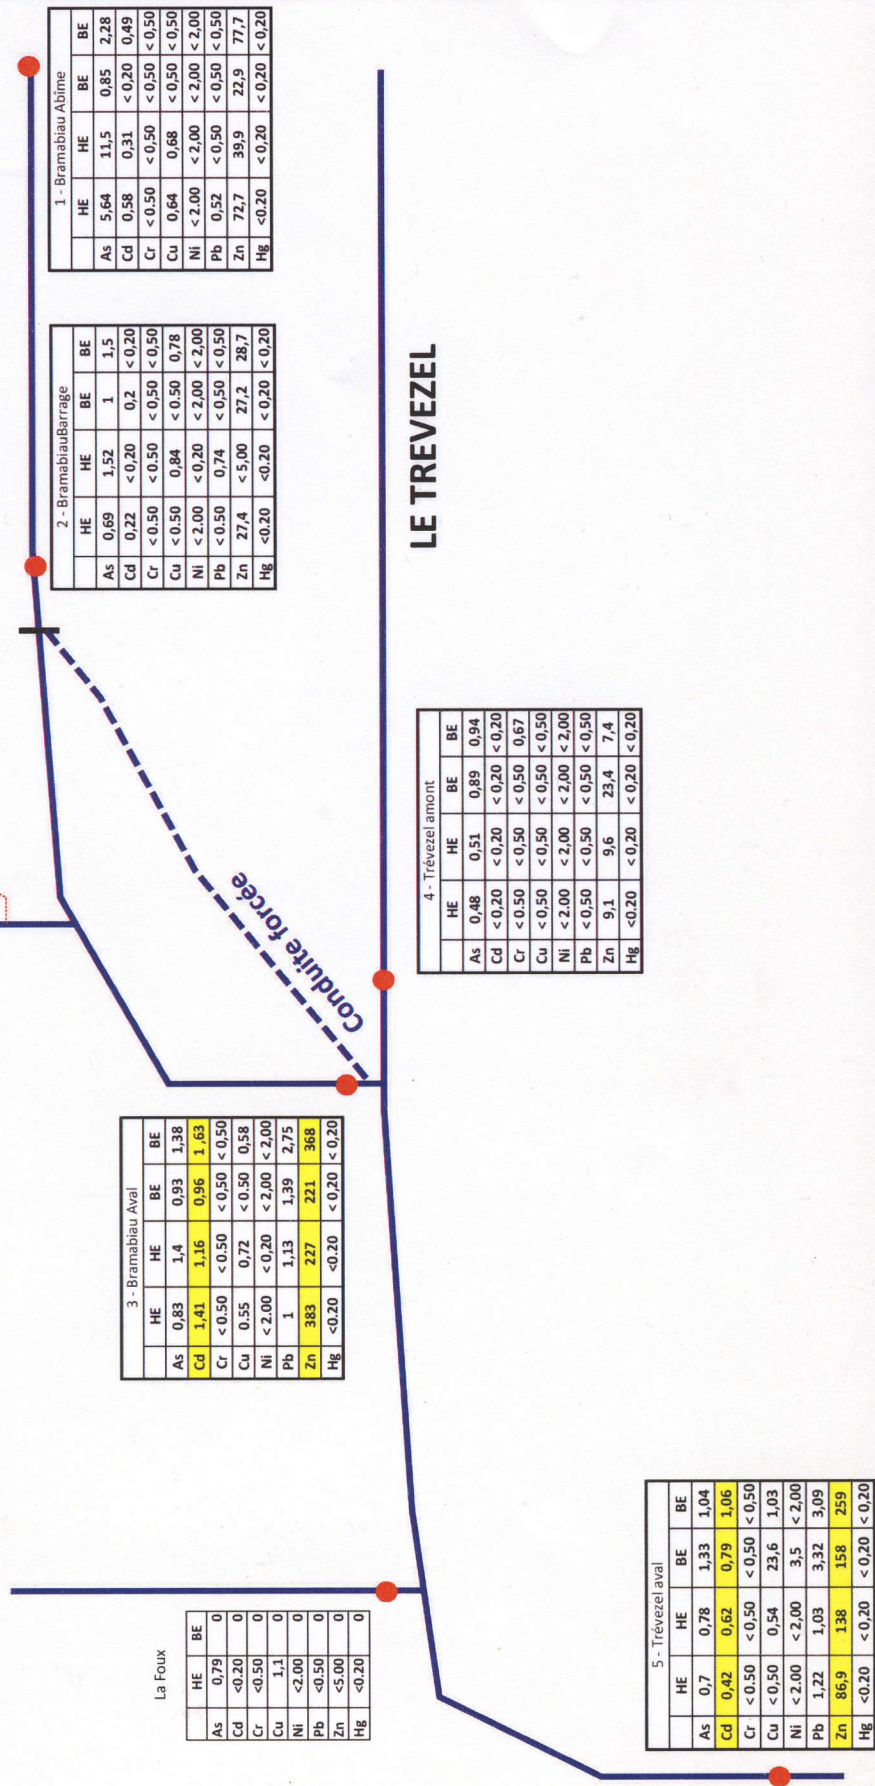 1 - Bramabiau Abîme
HE HE BE BE
As 5,64 11,5 0,85 2,28
Cd 0,58 0,31 < 0,20 0,49
Cr < 0.50 < 0,50 < 0,50 < 0,50
Cu 0,64 0,68 < 0,50 < 0,50
Ni < 2.00 < 2,00 < 2,00 < 2,00
Pb 0,52 < 0,50 < 0,50 < 0,50
Zn 72,7 39,9 22,9 77,7
Hg <0.20 < 0,20 < 0,20 < 0,20
2 - BramabiauBarrage
HE HE BE BE
As 0,69 1,52 1 1,5
Cd 0,22 < 0,20 0,2 < 0,20
Cr < 0.50 < 0.50 < 0,50 < 0,50
Cu < 0.50 0,84 < 0.50 0,78
Ni < 2.00 < 0,20 < 2,00 < 2,00
Pb < 0.50 0,74 < 0,50 < 0,50
Zn 27,4 < 5,00 27,2 28,7
Hg <0.20 <0.20 < 0,20 < 0,20
Conduite forcée
LE TREVEZEL
3 - Bramabiau Aval
HE HE BE BE
As 0,83 1,4 0,93 1,38
Cd 1,41 1,16 0,96 1,63
Cr < 0.50 < 0.50 < 0,50 < 0,50
Cu 0.55 0,72 < 0.50 0,58
Ni < 2.00 < 0,20 < 2,00 < 2,00
Pb 1 1,13 1,39 2,75
Zn 383 227 221 368
Hg <0.20 <0.20 < 0,20 < 0,20
4 - Trévezel amont
HE HE BE BE
As 0,48 0,51 0,89 0,94
Cd < 0,20 < 0,20 < 0,20 < 0,20
Cr < 0.50 < 0,50 < 0,50 0,67
Cu < 0,50 < 0,50 < 0,50 < 0,50
Ni < 2.00 < 2,00 < 2,00 < 2,00
Pb < 0,50 < 0,50 < 0,50 < 0,50
Zn 9,1 9,6 23,4 7,4
Hg <0.20 < 0,20 < 0,20 < 0,20
La Foux
HE BE
As 0,79 0
Cd <0.20 0
Cr <0.50 0
Cu 1,1 0
Ni <2.00 0
Pb <0.50 0
Zn <5.00 0
Hg <0.20 0
5 - Trévezel aval
HE HE BE BE
As 0,7 0,78 1,33 1,04
Cd 0,42 0,62 0,79 1,06
Cr < 0.50 < 0,50 < 0,50 < 0,50
Cu < 0,50 0,54 23,6 1,03
Ni < 2.00 < 2,00 3,5 < 2,00
Pb 1,22 1,03 3,32 3,09
Zn 86,9 138 158 259
Hg <0.20 < 0,20 < 0,20 < 0,20